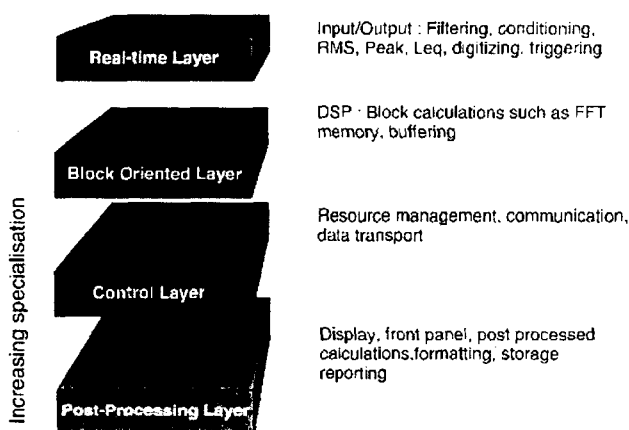 Real-time Layer
Input/Output : Filtering, conditioning,
RMS, Peak, Leq, digitizing, triggering
Block Oriented Layer
DSP : Block calculations such as FFT
memory, buffering
Control Layer
Resource management, communication,
data transport
Post-Processing Layer
Display, front panel, post processed
calculations.formatting, storage
reporting
Increasing specialisation